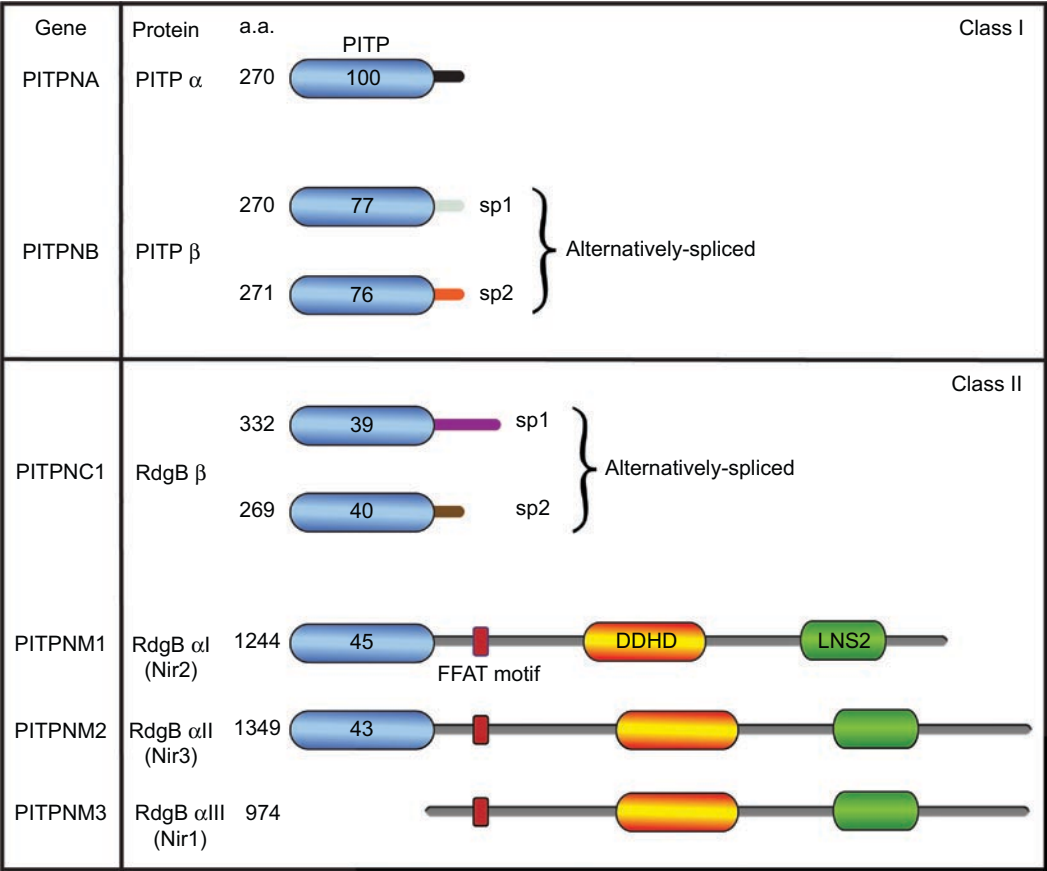 Gene Protein a.a. Class I
PITP
PITPNA PITP α 270 100
270 77 sp1
PITPNB PITP β Alternatively-spliced
271 76 sp2
Class II
332 39 sp1
PITPNC1 RdgB β Alternatively-spliced
269 40 sp2
PITPNM1 RdgB αI 1244 45 DDHD LNS2
(Nir2) FFAT motif
PITPNM2 RdgB αII 1349 43
(Nir3)
PITPNM3 RdgB αIII 974
(Nir1)